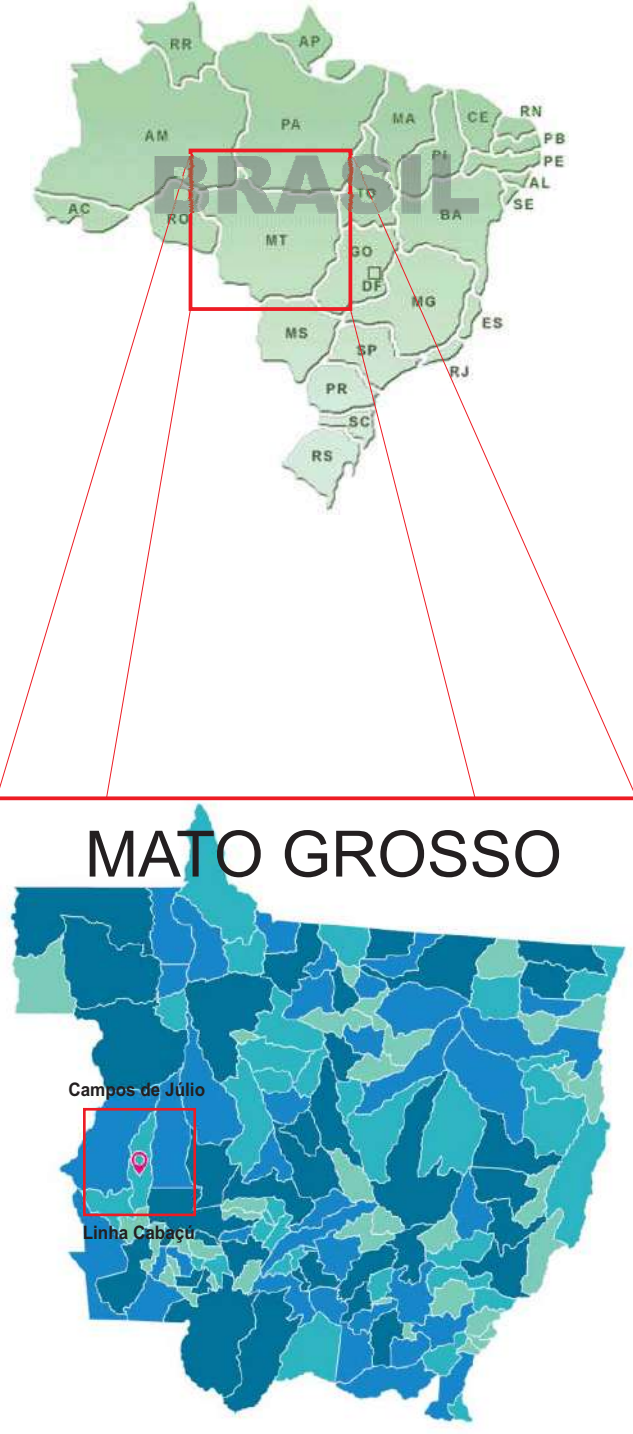 RR
AP
AM
PA
MA
CE
RN
PB
PI
PE
BRASIL
TO
AL
AC
RO
SE
BA
MT
GO
DF
MG
MS
ES
SP
RJ
PR
SC
RS
MATO GROSSO
Campos de Júlio
Linha Cabaçú